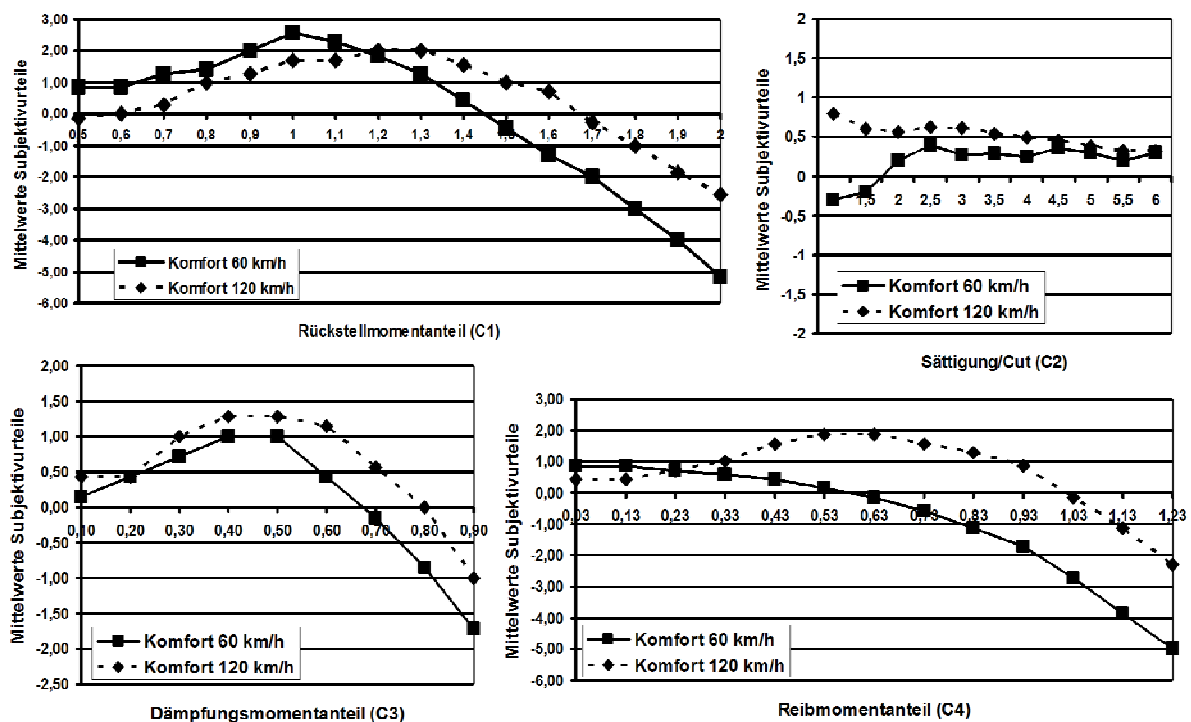 Mittelwerte Subjektivurteile
3,00
2,00
1,00
0,00
-1,00
-2,00
-3,00
-4,00
-5,00
-6,00
0,5 0,6 0,7 0,8 0,9 1 1,1 1,2 1,3 1,4 1,5 1,6 1,7 1,8 1,9 2
Komfort 60 km/h
Komfort 120 km/h
Rückstellmomentanteil (C1)
Mittelwerte Subjektivurteile
2
1,5
1
0,5
0
-0,5
-1
-1,5
-2
1,5 2 2,5 3 3,5 4 4,5 5 5,5 6
Komfort 60 km/h
Komfort 120 km/h
Sättigung/Cut (C2)
Mittelwerte Subjektivurteile
2,00
1,50
1,00
0,50
0,00
-0,50
-1,00
-1,50
-2,00
-2,50
0,10 0,20 0,30 0,40 0,50 0,60 0,70 0,80 0,90
Komfort 60 km/h
Komfort 120 km/h
Dämpfungsmomentanteil (C3)
Mittelwerte Subjektivurteile
3,00
2,00
1,00
0,00
-1,00
-2,00
-3,00
-4,00
-5,00
-6,00
0,03 0,13 0,23 0,33 0,43 0,53 0,63 0,73 0,83 0,93 1,03 1,13 1,23
Komfort 60 km/h
Komfort 120 km/h
Reibmomentanteil (C4)